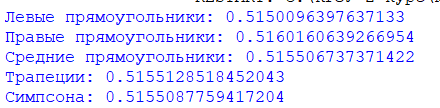 Левые прямоугольники: 0.5150096397637133
Правые прямоугольники: 0.5160160639266954
Средние прямоугольники: 0.515506737371422
Трапеции: 0.5155128518452043
Симпсона: 0.5155087759417204